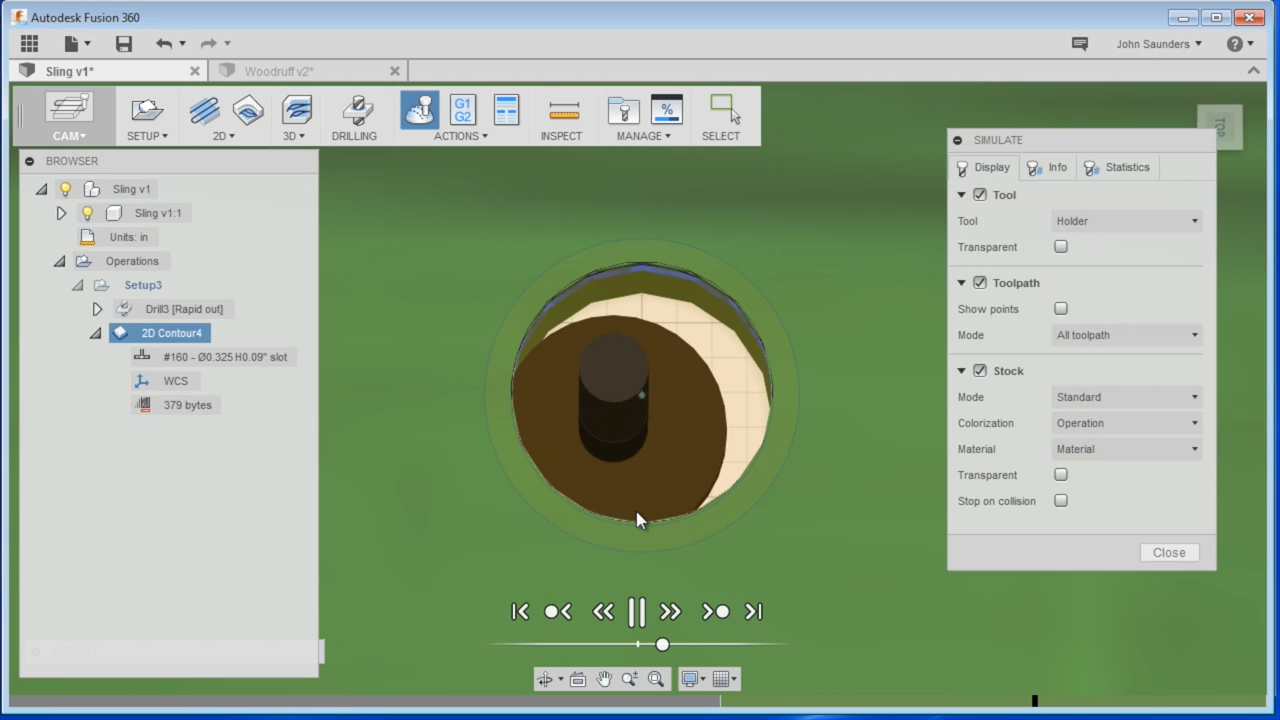 Autodesk Fusion 360
John Saunders
Sling v1*
Woodruff v2*
G1
G2
%
CAM
SETUP
2D
3D
DRILLING
ACTIONS
INSPECT
MANAGE
SELECT
TOP
BROWSER
Sling v1
Sling v1:1
Units: in
Operations
Setup3
Drill3 [Rapid out]
2D Contour4
#160 - Ø0.325 H0.09" slot
WCS
379 bytes
SIMULATE
Display
Info
Statistics
Tool
Tool Holder
Transparent
Toolpath
Show points
Mode All toolpath
Stock
Mode Standard
Colorization Operation
Material Material
Transparent
Stop on collision
Close